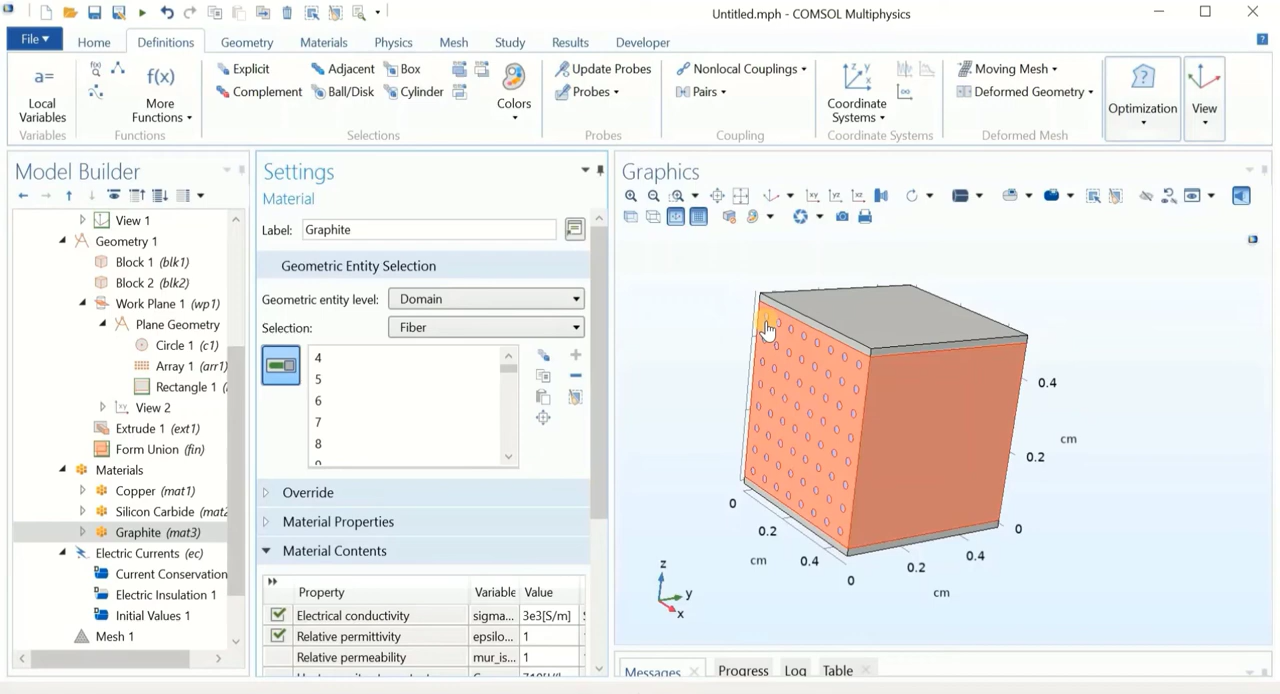 Untitled.mph - COMSOL Multiphysics
File Home Definitions Geometry Materials Physics Mesh Study Results Developer
a= Local Variables
Variables
f(x) More Functions
Functions
Explicit Adjacent Box
Complement Ball/Disk Cylinder
Colors
Selections
Update Probes
Probes
Probes
Nonlocal Couplings
Pairs
Coupling
Coordinate Systems
Coordinate Systems
Moving Mesh
Deformed Geometry
Deformed Mesh
Optimization
View
Model Builder
View 1
Geometry 1
Block 1 (blk1)
Block 2 (blk2)
Work Plane 1 (wp1)
Plane Geometry
Circle 1 (c1)
Array 1 (arr1)
Rectangle 1 (
View 2
Extrude 1 (ext1)
Form Union (fin)
Materials
Copper (mat1)
Silicon Carbide (mat2
Graphite (mat3)
Electric Currents (ec)
Current Conservation
Electric Insulation 1
Initial Values 1
Mesh 1
Settings
Material
Label: Graphite
Geometric Entity Selection
Geometric entity level: Domain
Selection: Fiber
4
5
6
7
8
Override
Material Properties
Material Contents
Property Variable Value
Electrical conductivity sigma... 3e3[S/m]
Relative permittivity epsilo... 1
Relative permeability mur_is... 1
Graphics
0.4
cm
0.2
0
0
0.2
cm
0.4
0
0.2
0.4
cm
z
y
x
Messages Progress Log Table